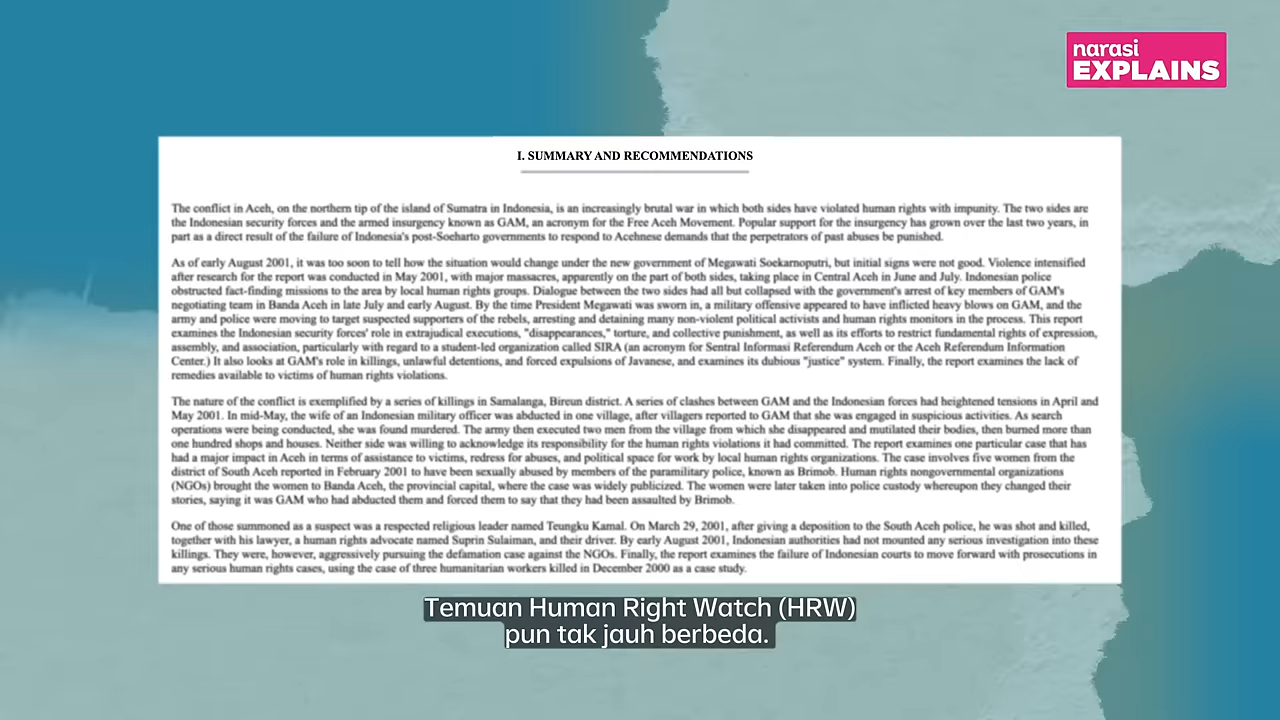 narasi
EXPLAINS
I. SUMMARY AND RECOMMENDATIONS
The conflict in Aceh, on the northern tip of the island of Sumatra in Indonesia, is an increasingly brutal war in which both sides have violated human rights with impunity. The two sides are
the Indonesian security forces and the armed insurgency known as GAM, an acronym for the Free Aceh Movement. Popular support for the insurgency has grown over the last two years, in
part as a direct result of the failure of Indonesia's post-Soeharto governments to respond to Acehnese demands that the perpetrators of past abuses be punished.
As of early August 2001, it was too soon to tell how the situation would change under the new government of Megawati Soekarnoputri, but initial signs were not good. Violence intensified
after research for the report was conducted in May 2001, with major massacres, apparently on the part of both sides, taking place in Central Aceh in June and July. Indonesian police
obstructed fact-finding missions to the area by local human rights groups. Dialogue between the two sides had all but collapsed with the government's arrest of key members of GAM's
negotiating team in Banda Aceh in late July and early August. By the time President Megawati was sworn in, a military offensive appeared to have inflicted heavy blows on GAM, and the
army and police were moving to target suspected supporters of the rebels, arresting and detaining many non-violent political activists and human rights monitors in the process. This report
examines the Indonesian security forces' role in extrajudicial executions, "disappearances," torture, and collective punishment, as well as its efforts to restrict fundamental rights of expression,
assembly, and association, particularly with regard to a student-led organization called SIRA (an acronym for Sentral Informasi Referendum Aceh or the Aceh Referendum Information
Center.) It also looks at GAM's role in killings, unlawful detentions, and forced expulsions of Javanese, and examines its dubious "justice" system. Finally, the report examines the lack of
remedies available to victims of human rights violations.
The nature of the conflict is exemplified by a series of killings in Samalanga, Bireun district. A series of clashes between GAM and the Indonesian forces had heightened tensions in April and
May 2001. In mid-May, the wife of an Indonesian military officer was abducted in one village, after villagers reported to GAM that she was engaged in suspicious activities. As search
operations were being conducted, she was found murdered. The army then executed two men from the village from which she disappeared and mutilated their bodies, then burned more than
one hundred shops and houses. Neither side was willing to acknowledge its responsibility for the human rights violations it had committed. The report examines one particular case that has
had a major impact in Aceh in terms of assistance to victims, redress for abuses, and political space for work by local human rights organizations. The case involves five women from the
district of South Aceh reported in February 2001 to have been sexually abused by members of the paramilitary police, known as Brimob. Human rights nongovernmental organizations
(NGOs) brought the women to Banda Aceh, the provincial capital, where the case was widely publicized. The women were later taken into police custody whereupon they changed their
stories, saying it was GAM who had abducted them and forced them to say that they had been assaulted by Brimob.
One of those summoned as a suspect was a respected religious leader named Teungku Kamal. On March 29, 2001, after giving a deposition to the South Aceh police, he was shot and killed,
together with his lawyer, a human rights advocate named Suprin Sulaiman, and their driver. By early August 2001, Indonesian authorities had not mounted any serious investigation into these
killings. They were, however, aggressively pursuing the defamation case against the NGOs. Finally, the report examines the failure of Indonesian courts to move forward with prosecutions in
any serious human rights cases, using the case of three humanitarian workers killed in December 2000 as a case study.
Temuan Human Right Watch (HRW)
pun tak jauh berbeda.